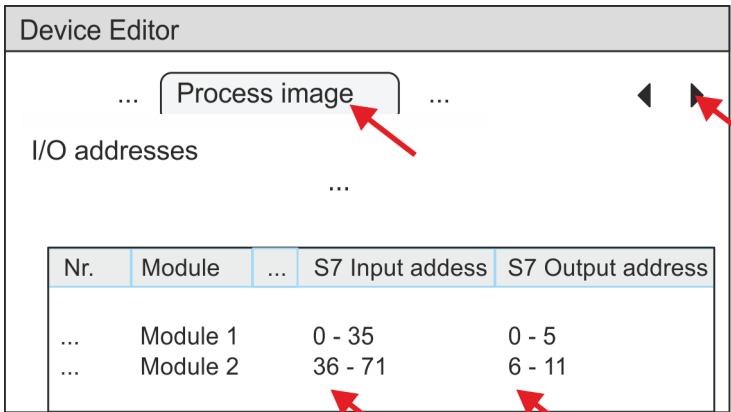 Device Editor
... Process image ...
I/O addresses
...
Nr. Module ... S7 Input addess S7 Output address
... Module 1 0 - 35 0 - 5
... Module 2 36 - 71 6 - 11